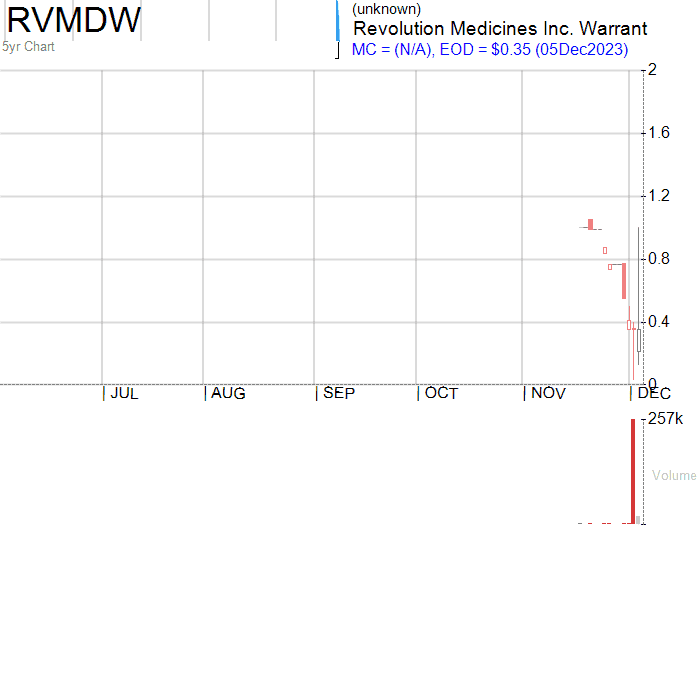 RVMDW
5yr Chart
(unknown)
Revolution Medicines Inc. Warrant
MC = (N/A), EOD = $0.35 (05Dec2023)
2
1.6
1.2
0.8
0.4
0
JUL AUG SEP OCT NOV DEC
257k
Volume